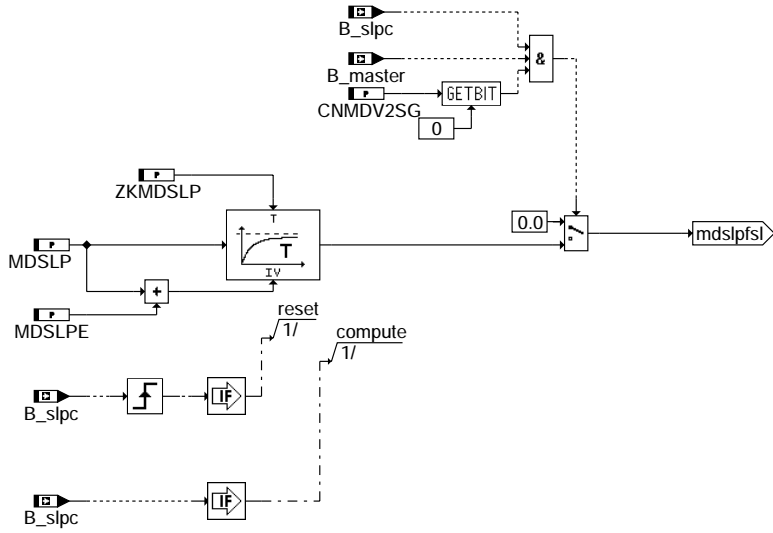 B_slpc
B_master
&
P
CNMDV2SG
GETBIT
0
P
ZKMDSLP
T
T
IV
P
MDSLP
0.0
mdslpfsl
+
P
MDSLPE
reset
1/
compute
1/
B_slpc
IF
B_slpc
IF